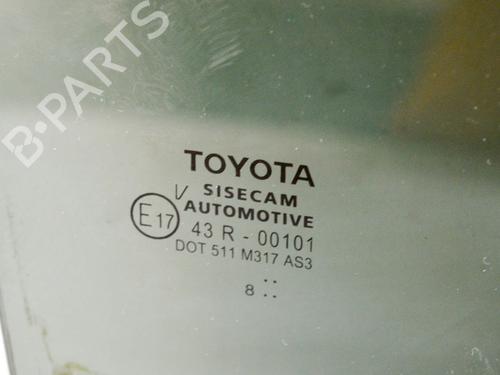 B·PARTS
TOYOTA
V SISECAM
AUTOMOTIVE
E17 43 R - 00101
DOT 511 M317 AS3
8 ::